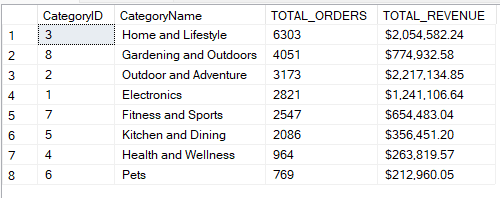 CategoryID CategoryName TOTAL_ORDERS TOTAL_REVENUE
1 3 Home and Lifestyle 6303 $2,054,582.24
2 8 Gardening and Outdoors 4051 $774,932.58
3 2 Outdoor and Adventure 3173 $2,217,134.85
4 1 Electronics 2821 $1,241,106.64
5 7 Fitness and Sports 2547 $654,483.04
6 5 Kitchen and Dining 2086 $356,451.20
7 4 Health and Wellness 964 $263,819.57
8 6 Pets 769 $212,960.05